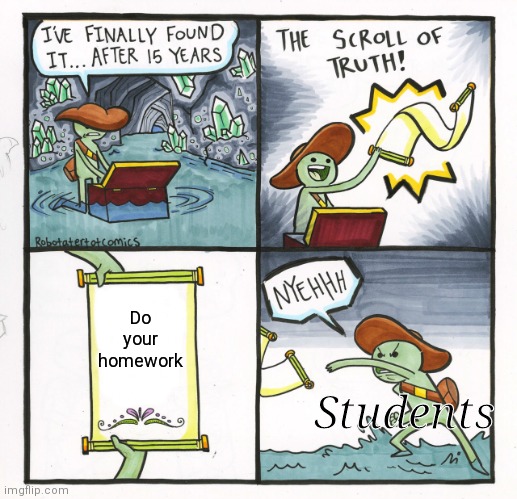 I'VE FINALLY FOUND
IT... AFTER 15 YEARS
THE SCROLL OF
TRUTH!
Robotatertotcomics
Do
your
homework
NYEHHH
Students
imgflip.com